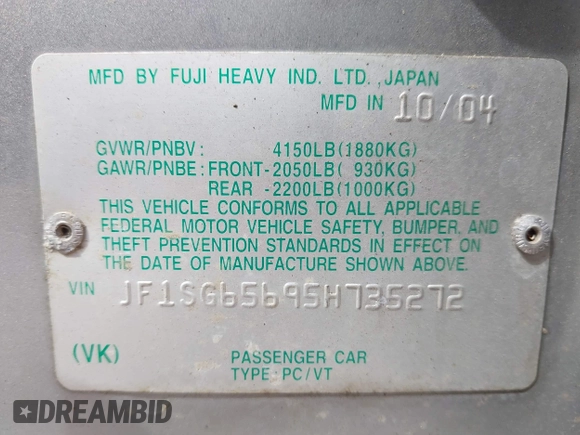 MFD BY FUJI HEAVY IND. LTD., JAPAN
MFD IN 10/04
GVWR/PNBV: 4150LB(1880KG)
GAWR/PNBE: FRONT-2050LB( 930KG)
REAR -2200LB(1000KG)
THIS VEHICLE CONFORMS TO ALL APPLICABLE
FEDERAL MOTOR VEHICLE SAFETY, BUMPER, AND
THEFT PREVENTION STANDARDS IN EFFECT ON
THE DATE OF MANUFACTURE SHOWN ABOVE.
VIN JF1SG65695H735272
(VK) PASSENGER CAR
TYPE: PC/VT
DREAMBID